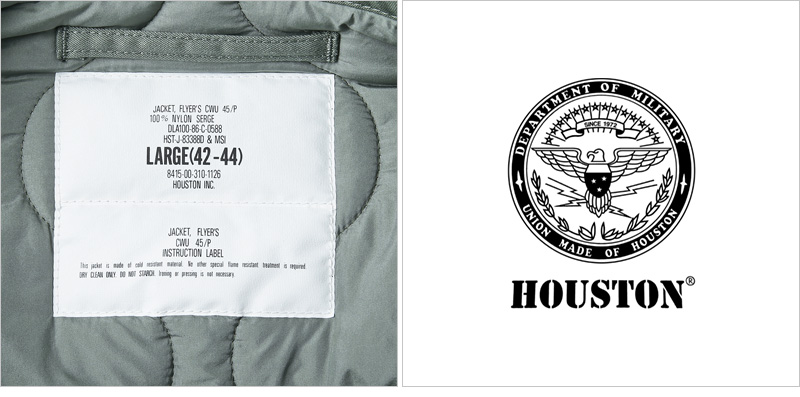 JACKET, FLYER'S CWU 45/P
100% NYLON SERGE
DLA100-86-C-0588
HST-J-83388D & MSI
LARGE(42-44)
8415-00-310-1126
HOUSTON INC.
JACKET, FLYER'S
CWU 45/P
INSTRUCTION LABEL
This jacket is made of cold resistant material. No other special flame resistant treatment is required
DRY CLEAN ONLY. DO NOT STARCH. Ironing or pressing is not necessary.
DEPARTMENT OF MILITARY
SINCE 1972
UNION MADE OF HOUSTON
HOUSTON®